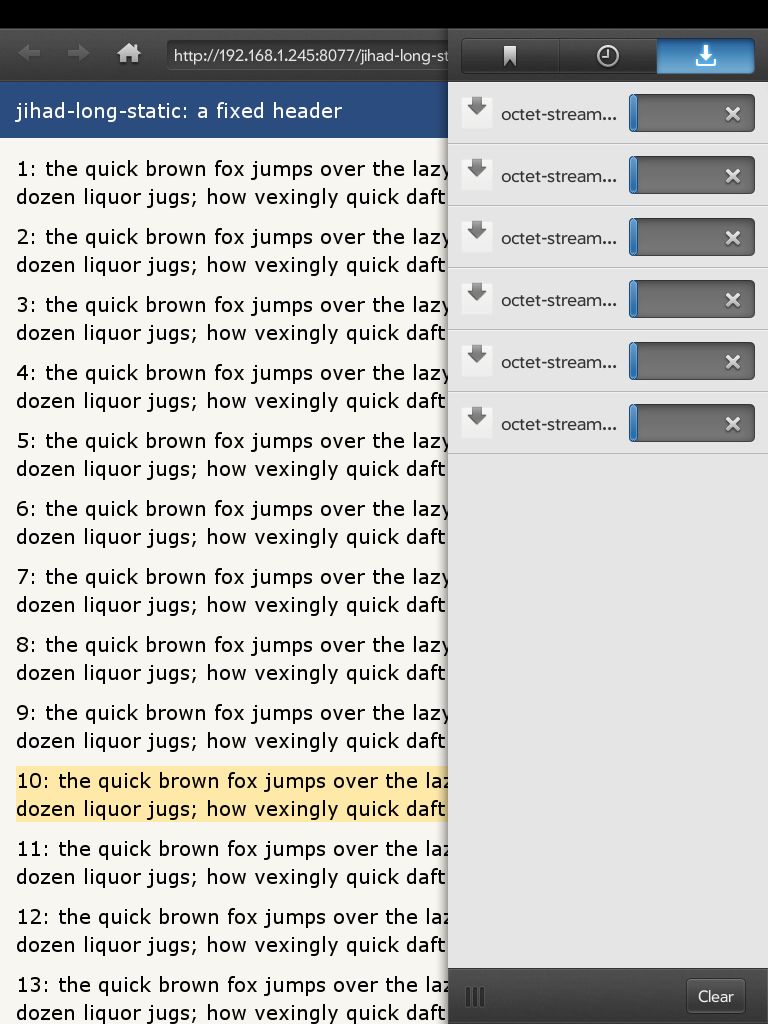 http://192.168.1.245:8077/jihad-long-st
jihad-long-static: a fixed header
1: the quick brown fox jumps over the lazy
dozen liquor jugs; how vexingly quick daft
2: the quick brown fox jumps over the lazy
dozen liquor jugs; how vexingly quick daft
3: the quick brown fox jumps over the lazy
dozen liquor jugs; how vexingly quick daft
4: the quick brown fox jumps over the lazy
dozen liquor jugs; how vexingly quick daft
5: the quick brown fox jumps over the lazy
dozen liquor jugs; how vexingly quick daft
6: the quick brown fox jumps over the lazy
dozen liquor jugs; how vexingly quick daft
7: the quick brown fox jumps over the lazy
dozen liquor jugs; how vexingly quick daft
8: the quick brown fox jumps over the lazy
dozen liquor jugs; how vexingly quick daft
9: the quick brown fox jumps over the lazy
dozen liquor jugs; how vexingly quick daft
10: the quick brown fox jumps over the laz
dozen liquor jugs; how vexingly quick daft
11: the quick brown fox jumps over the laz
dozen liquor jugs; how vexingly quick daft
12: the quick brown fox jumps over the laz
dozen liquor jugs; how vexingly quick daft
13: the quick brown fox jumps over the laz
dozen liquor jugs; how vexingly quick daft
octet-stream...
octet-stream...
octet-stream...
octet-stream...
octet-stream...
octet-stream...
Clear